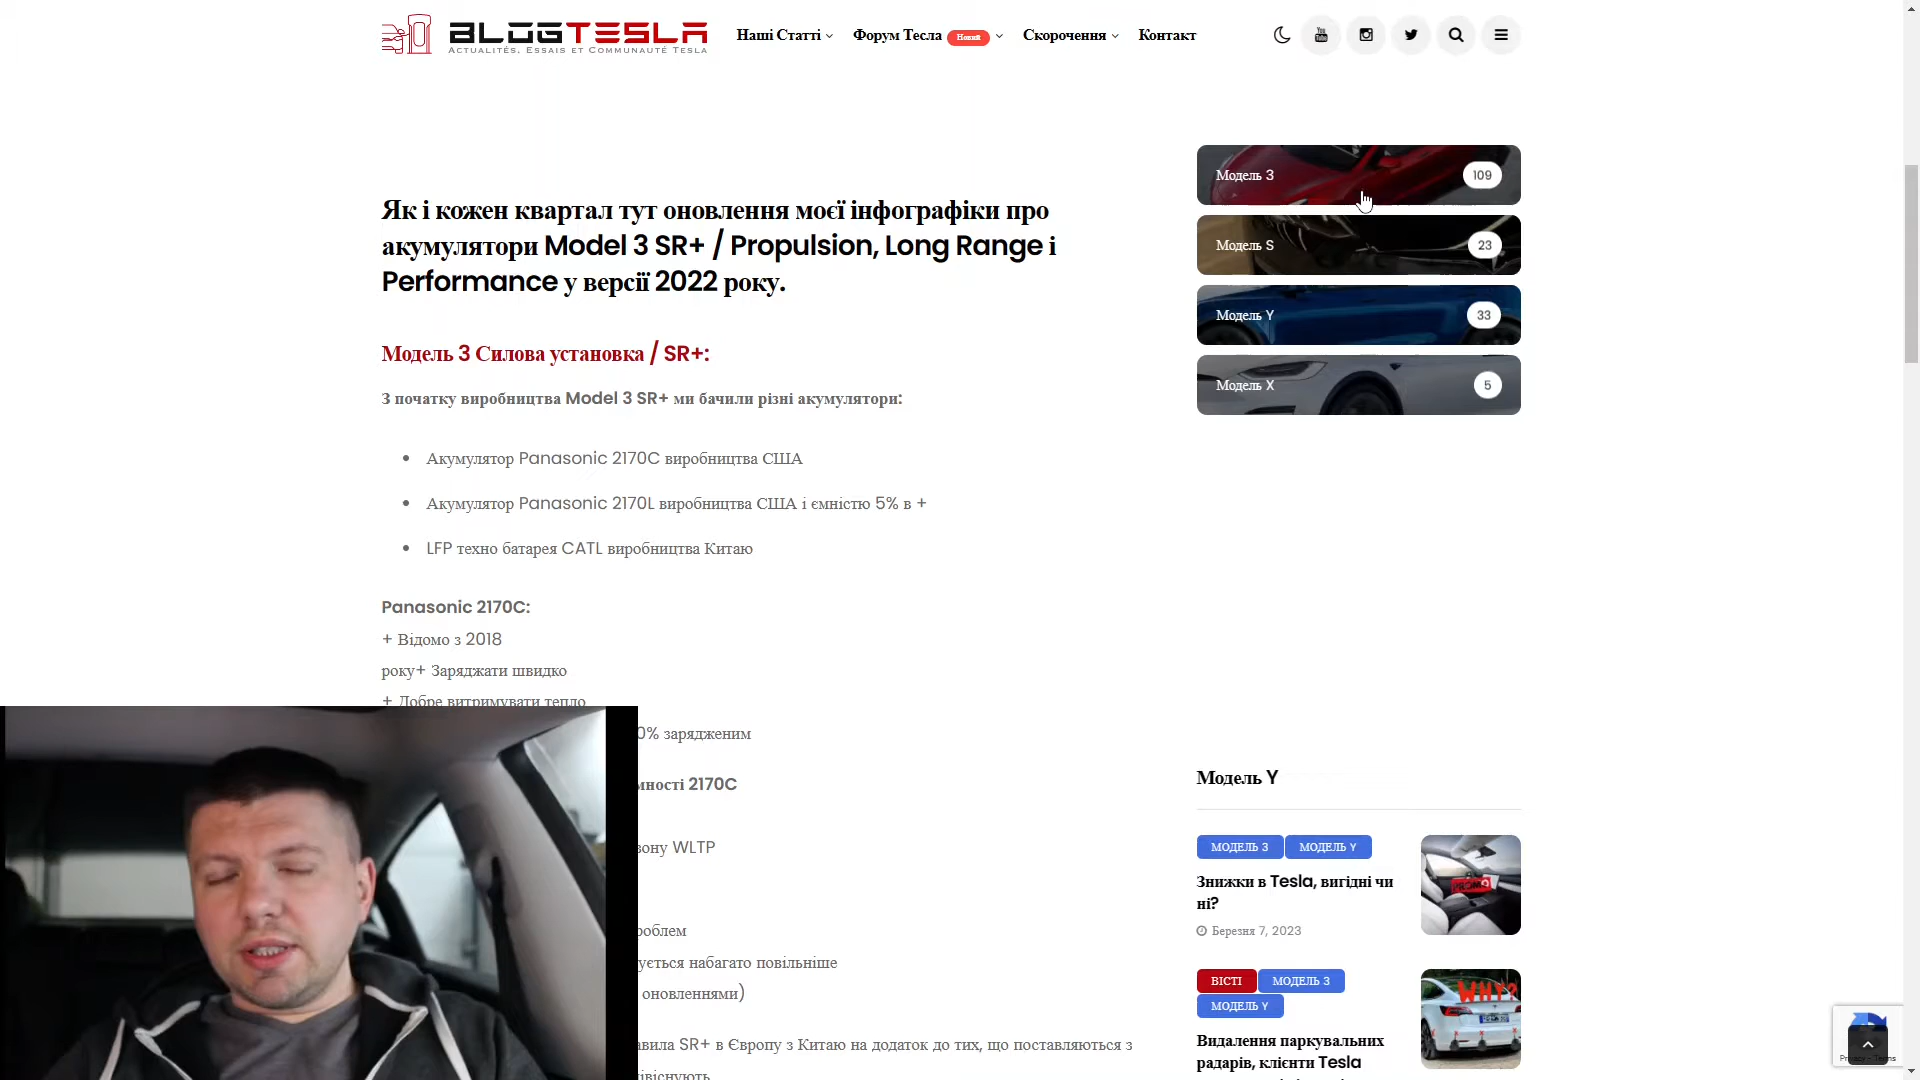 BLOGTESLA
Actualités, Essais et Communauté Tesla
Наші Статті
Форум Тесла Новий
Скорочення
Контакт
Як і кожен квартал тут оновлення моєї інфографіки про
акумулятори Model 3 SR+ / Propulsion, Long Range і
Performance у версії 2022 року.
Модель 3 Силова установка / SR+:
З початку виробництва Model 3 SR+ ми бачили різні акумулятори:
Акумулятор Panasonic 2170C виробництва США
Акумулятор Panasonic 2170L виробництва США і ємністю 5% в +
LFP техно батарея CATL виробництва Китаю
Panasonic 2170C:
+ Відомо з 2018
року+ Заряджати швидко
+ Добре витримувати тепло
0% зарядженим
мності 2170C
зону WLTP
роблем
ується набагато повільніше
оновленнями)
авила SR+ в Європу з Китаю на додаток до тих, що поставляються з
івіснують
Модель 3
109
Модель S
23
Модель Y
33
Модель X
5
Модель Y
МОДЕЛЬ 3
МОДЕЛЬ Y
Знижки в Tesla, вигідні чи
ні?
Березня 7, 2023
PROMO
ВІСТІ
МОДЕЛЬ 3
МОДЕЛЬ Y
Видалення паркувальних
радарів, клієнти Tesla
WHY?
Privacy - Terms